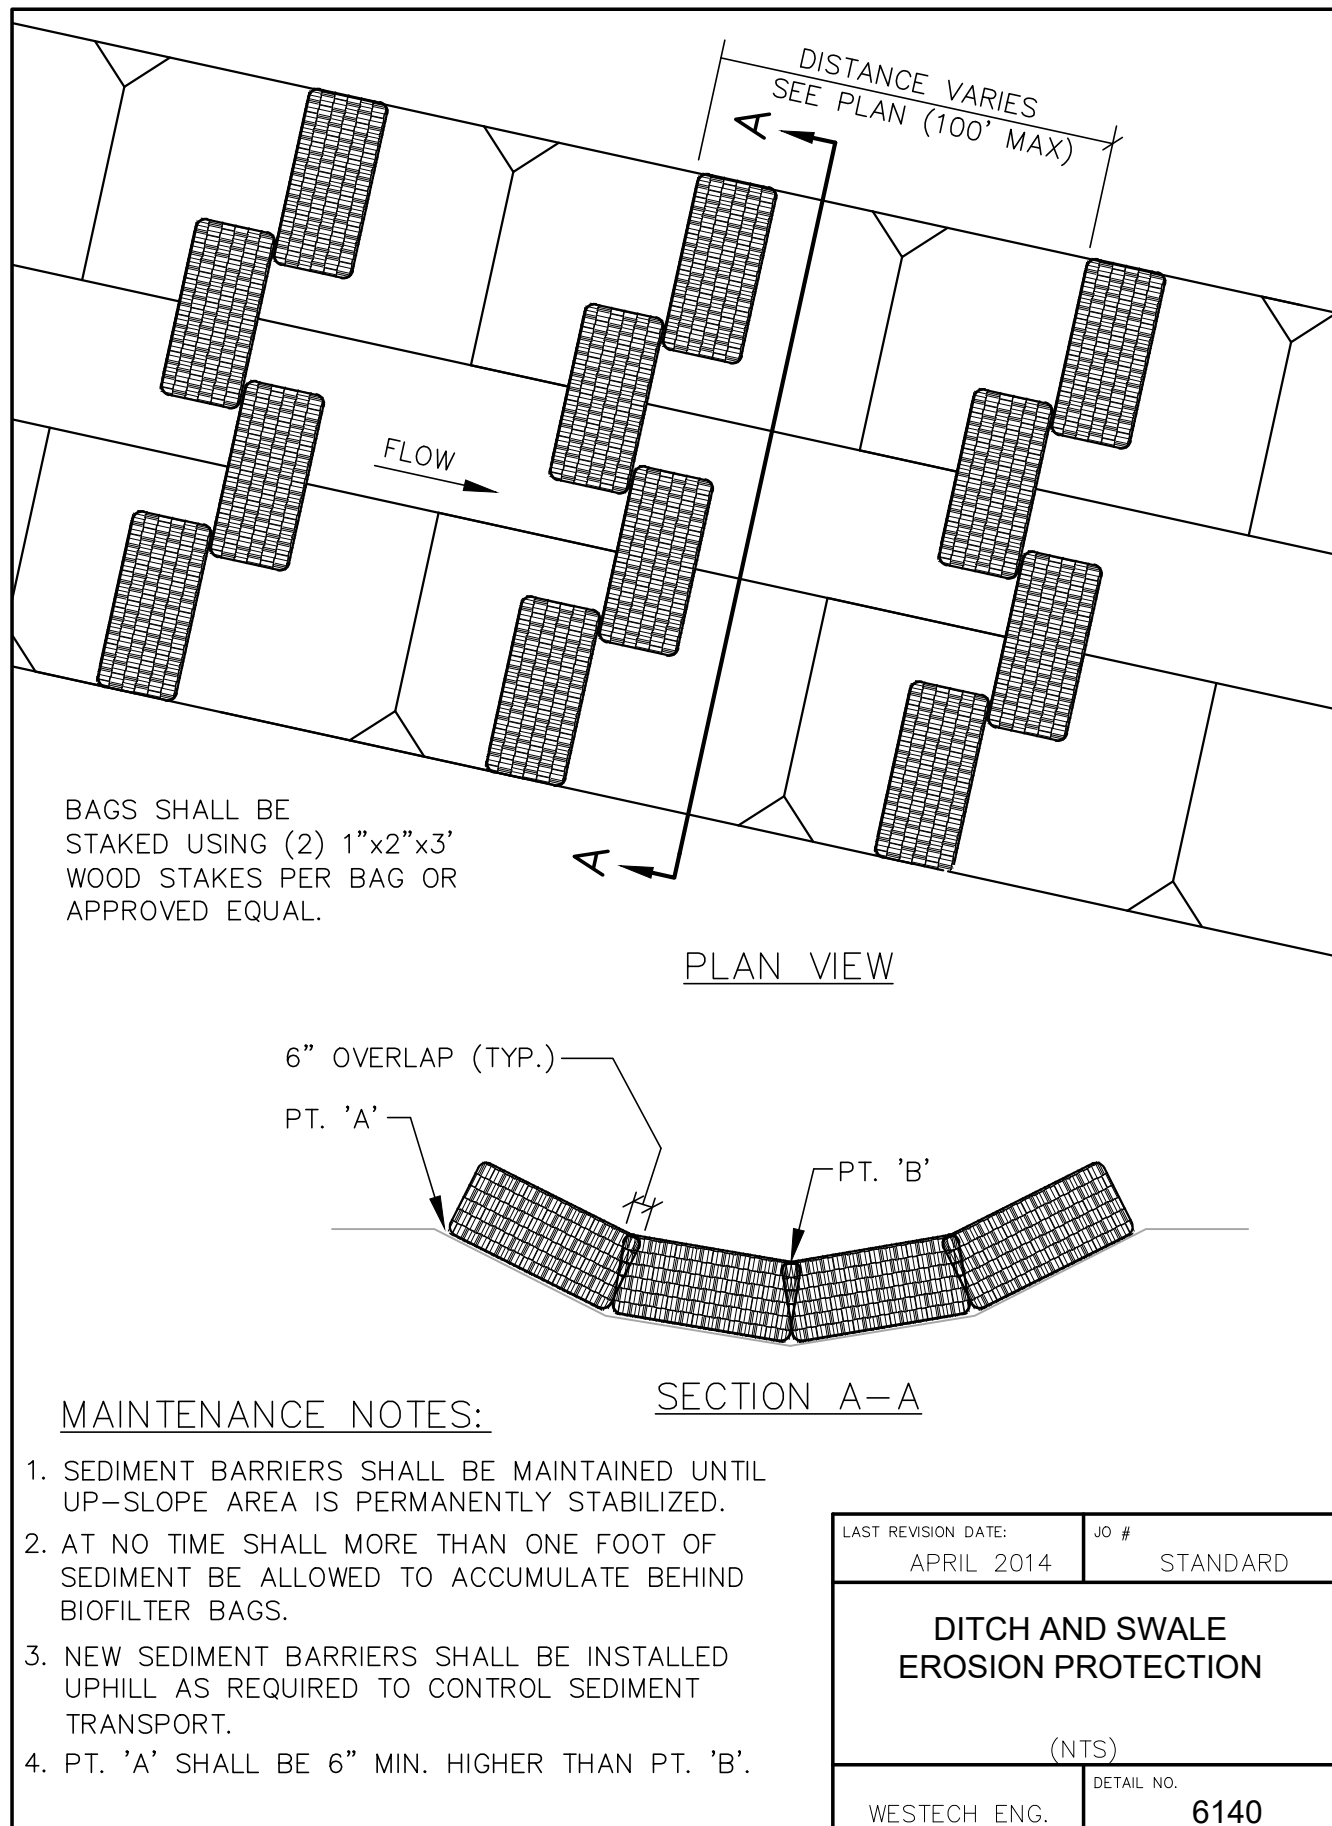 DISTANCE VARIES
SEE PLAN (100' MAX)
A
FLOW
BAGS SHALL BE
STAKED USING (2) 1"x2"x3'
WOOD STAKES PER BAG OR
APPROVED EQUAL.
A
PLAN VIEW
6" OVERLAP (TYP.)
PT. 'A'
PT. 'B'
SECTION A-A
MAINTENANCE NOTES:
1. SEDIMENT BARRIERS SHALL BE MAINTAINED UNTIL
UP-SLOPE AREA IS PERMANENTLY STABILIZED.
2. AT NO TIME SHALL MORE THAN ONE FOOT OF
SEDIMENT BE ALLOWED TO ACCUMULATE BEHIND
BIOFILTER BAGS.
3. NEW SEDIMENT BARRIERS SHALL BE INSTALLED
UPHILL AS REQUIRED TO CONTROL SEDIMENT
TRANSPORT.
4. PT. 'A' SHALL BE 6" MIN. HIGHER THAN PT. 'B'.
LAST REVISION DATE:
APRIL 2014
JO #
STANDARD
DITCH AND SWALE
EROSION PROTECTION
(NTS)
WESTECH ENG.
DETAIL NO.
6140